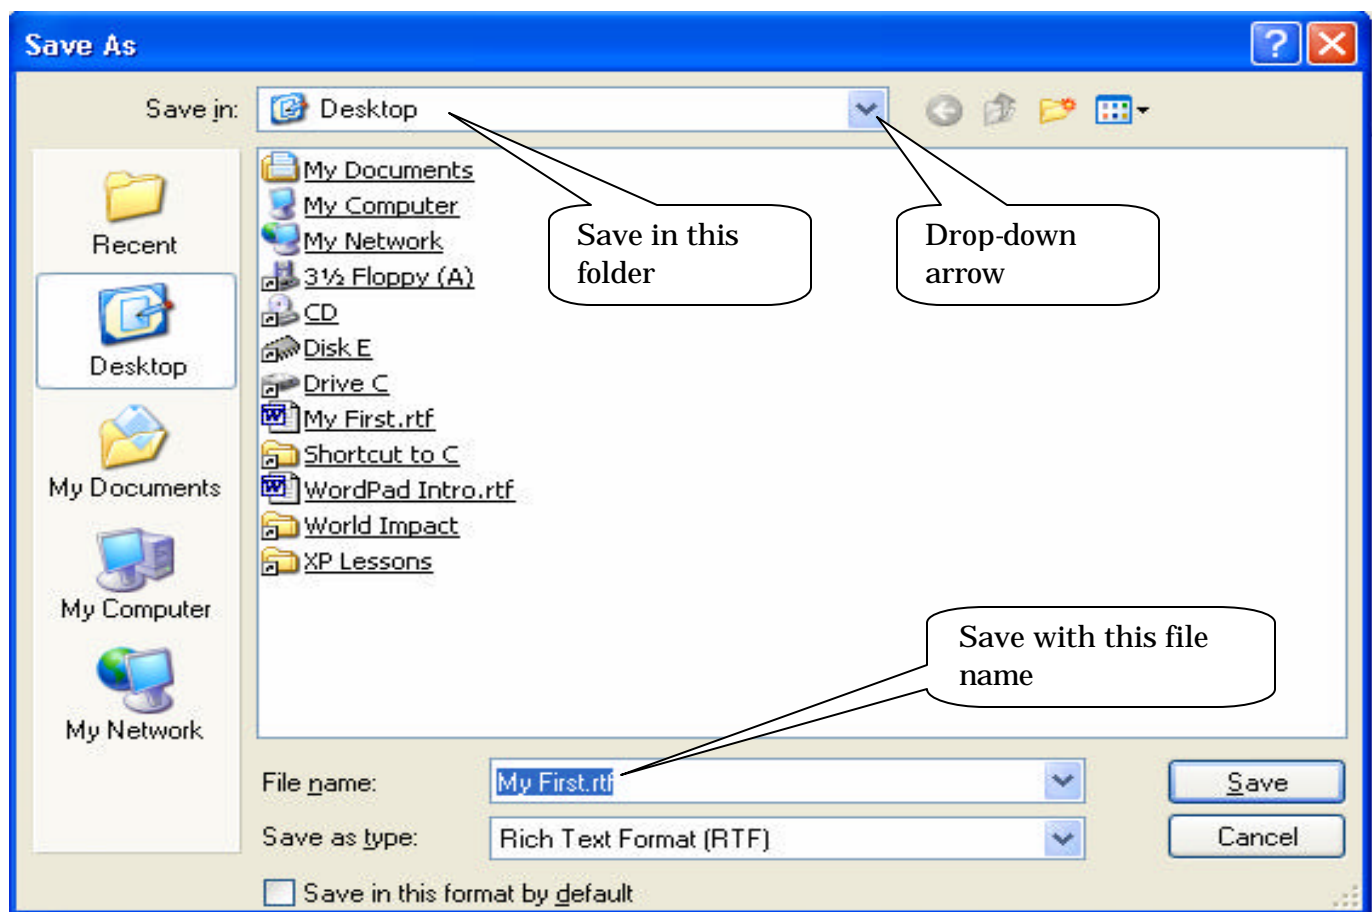 Save As
Save in:
Desktop
Recent
Desktop
My Documents
My Computer
My Network
My Documents
My Computer
My Network
3½ Floppy (A)
CD
Disk E
Drive C
My First.rtf
Shortcut to C
WordPad Intro.rtf
World Impact
XP Lessons
Save in this
folder
Drop-down
arrow
Save with this file
name
File name:
My First.rtf
Save
Save as type:
Rich Text Format (RTF)
Cancel
Save in this format by default